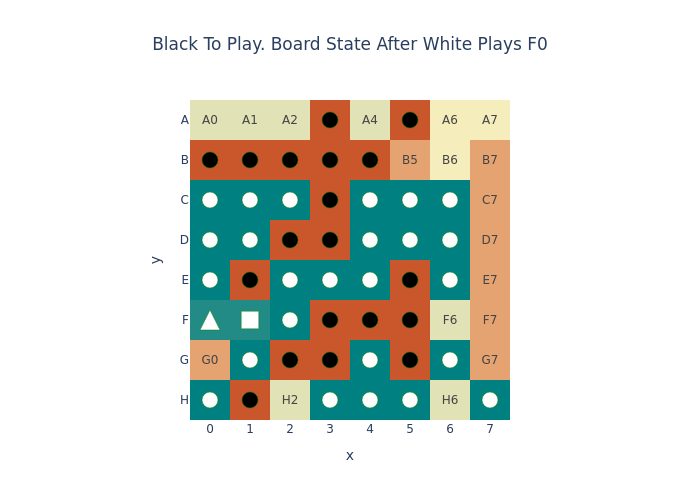 Black To Play. Board State After White Plays F0
A A0 A1 A2 A4 A6 A7
B B5 B6 B7
C C7
D D7
E E7
F F6 F7
G G0 G7
H H2 H6
0 1 2 3 4 5 6 7
x
y